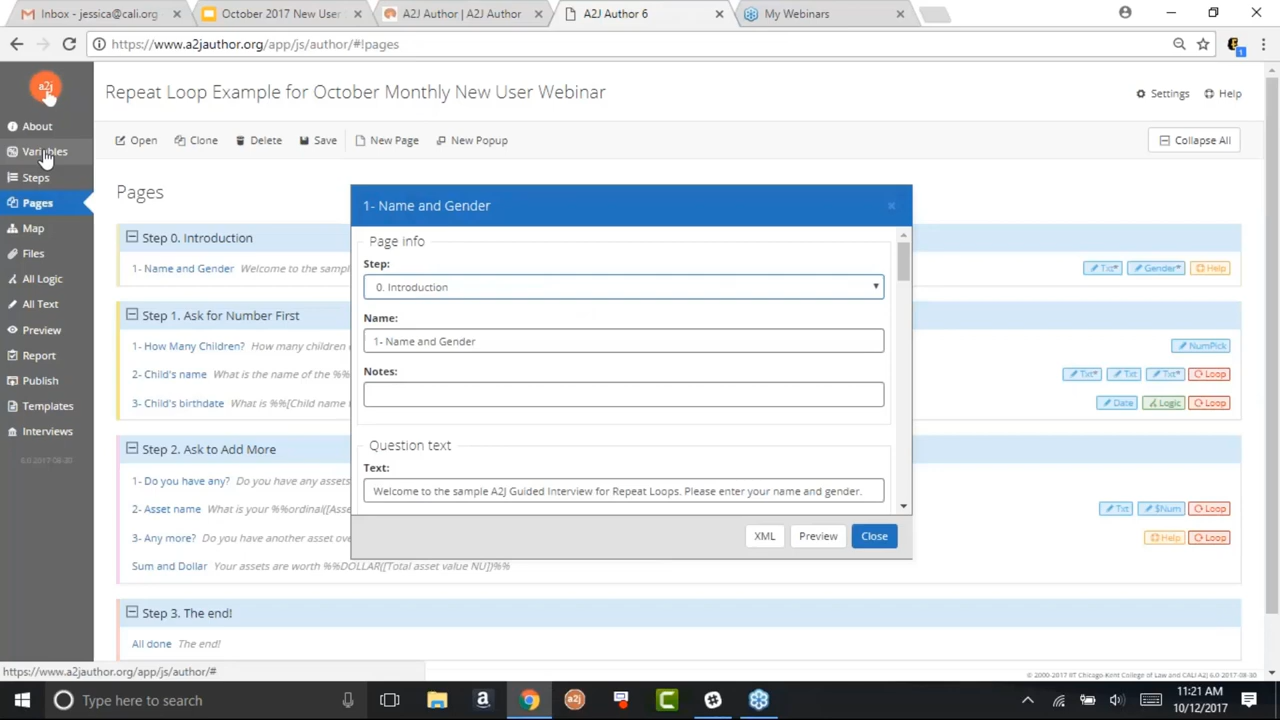 Inbox - jessica@cali.org
October 2017 New User
A2J Author | A2J Author
A2J Author 6
My Webinars
https://www.a2jauthor.org/app/js/author/#!pages
1
a2j
Repeat Loop Example for October Monthly New User Webinar
Settings
Help
About
Variables
Steps
Pages
Map
Files
All Logic
All Text
Preview
Report
Publish
Templates
Interviews
6.0 2017-08-30
Open
Clone
Delete
Save
New Page
New Popup
Collapse All
Pages
Step 0. Introduction
1- Name and Gender Welcome to the sampl
Txt*
Gender*
Help
Step 1. Ask for Number First
1- How Many Children? How many children
NumPick
2- Child's name What is the name of the %%
Txt*
Txt
Txt*
Loop
3- Child's birthdate What is %%[Child name
Date
Logic
Loop
Step 2. Ask to Add More
1- Do you have any? Do you have any assets
2- Asset name What is your %%ordinal([Asse
Txt
$Num
Loop
3- Any more? Do you have another asset ove
Help
Loop
Sum and Dollar Your assets are worth %%DOLLAR([Total asset value NU])%%
Step 3. The end!
All done The end!
1- Name and Gender
Page info
Step:
0. Introduction
Name:
1- Name and Gender
Notes:
Question text
Text:
Welcome to the sample A2J Guided Interview for Repeat Loops. Please enter your name and gender.
XML
Preview
Close
https://www.a2jauthor.org/app/js/author/#
© 2000-2017 IIT Chicago Kent College of Law and CALI A2J 6.0 2017-08-30
Type here to search
a
a2j
11:21 AM
10/12/2017